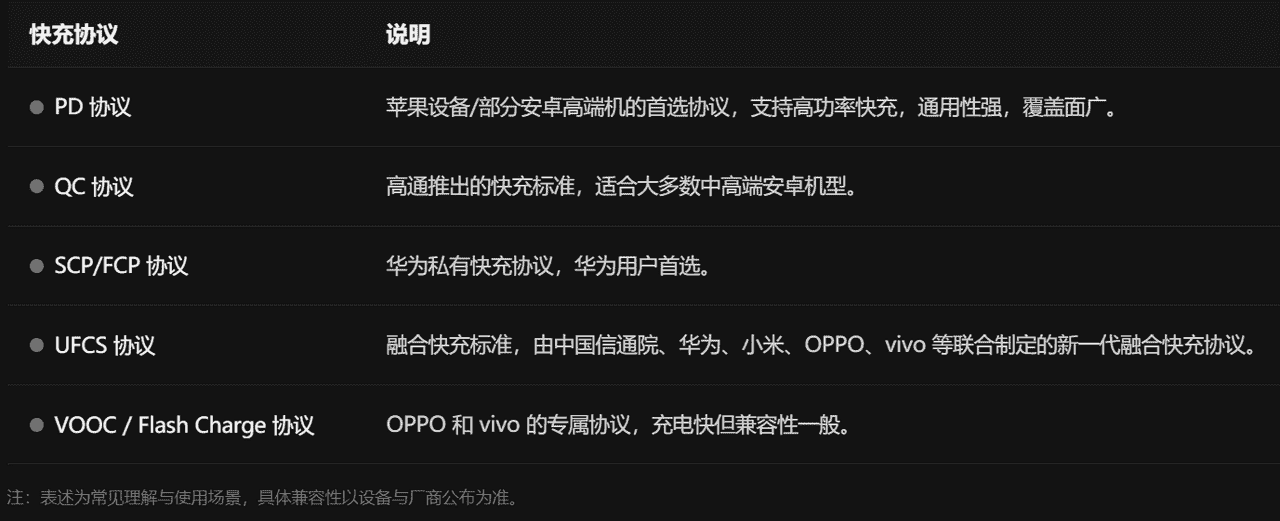 快充协议 说明
PD 协议 苹果设备/部分安卓高端机的首选协议，支持高功率快充，通用性强，覆盖面广。
QC 协议 高通推出的快充标准，适合大多数中高端安卓机型。
SCP/FCP 协议 华为私有快充协议，华为用户首选。
UFCS 协议 融合快充标准，由中国信通院、华为、小米、OPPO、vivo 等联合制定的新一代融合快充协议。
VOOC / Flash Charge 协议 OPPO 和 vivo 的专属协议，充电快但兼容性一般。
注：表述为常见理解与使用场景，具体兼容性以设备与厂商公布为准。